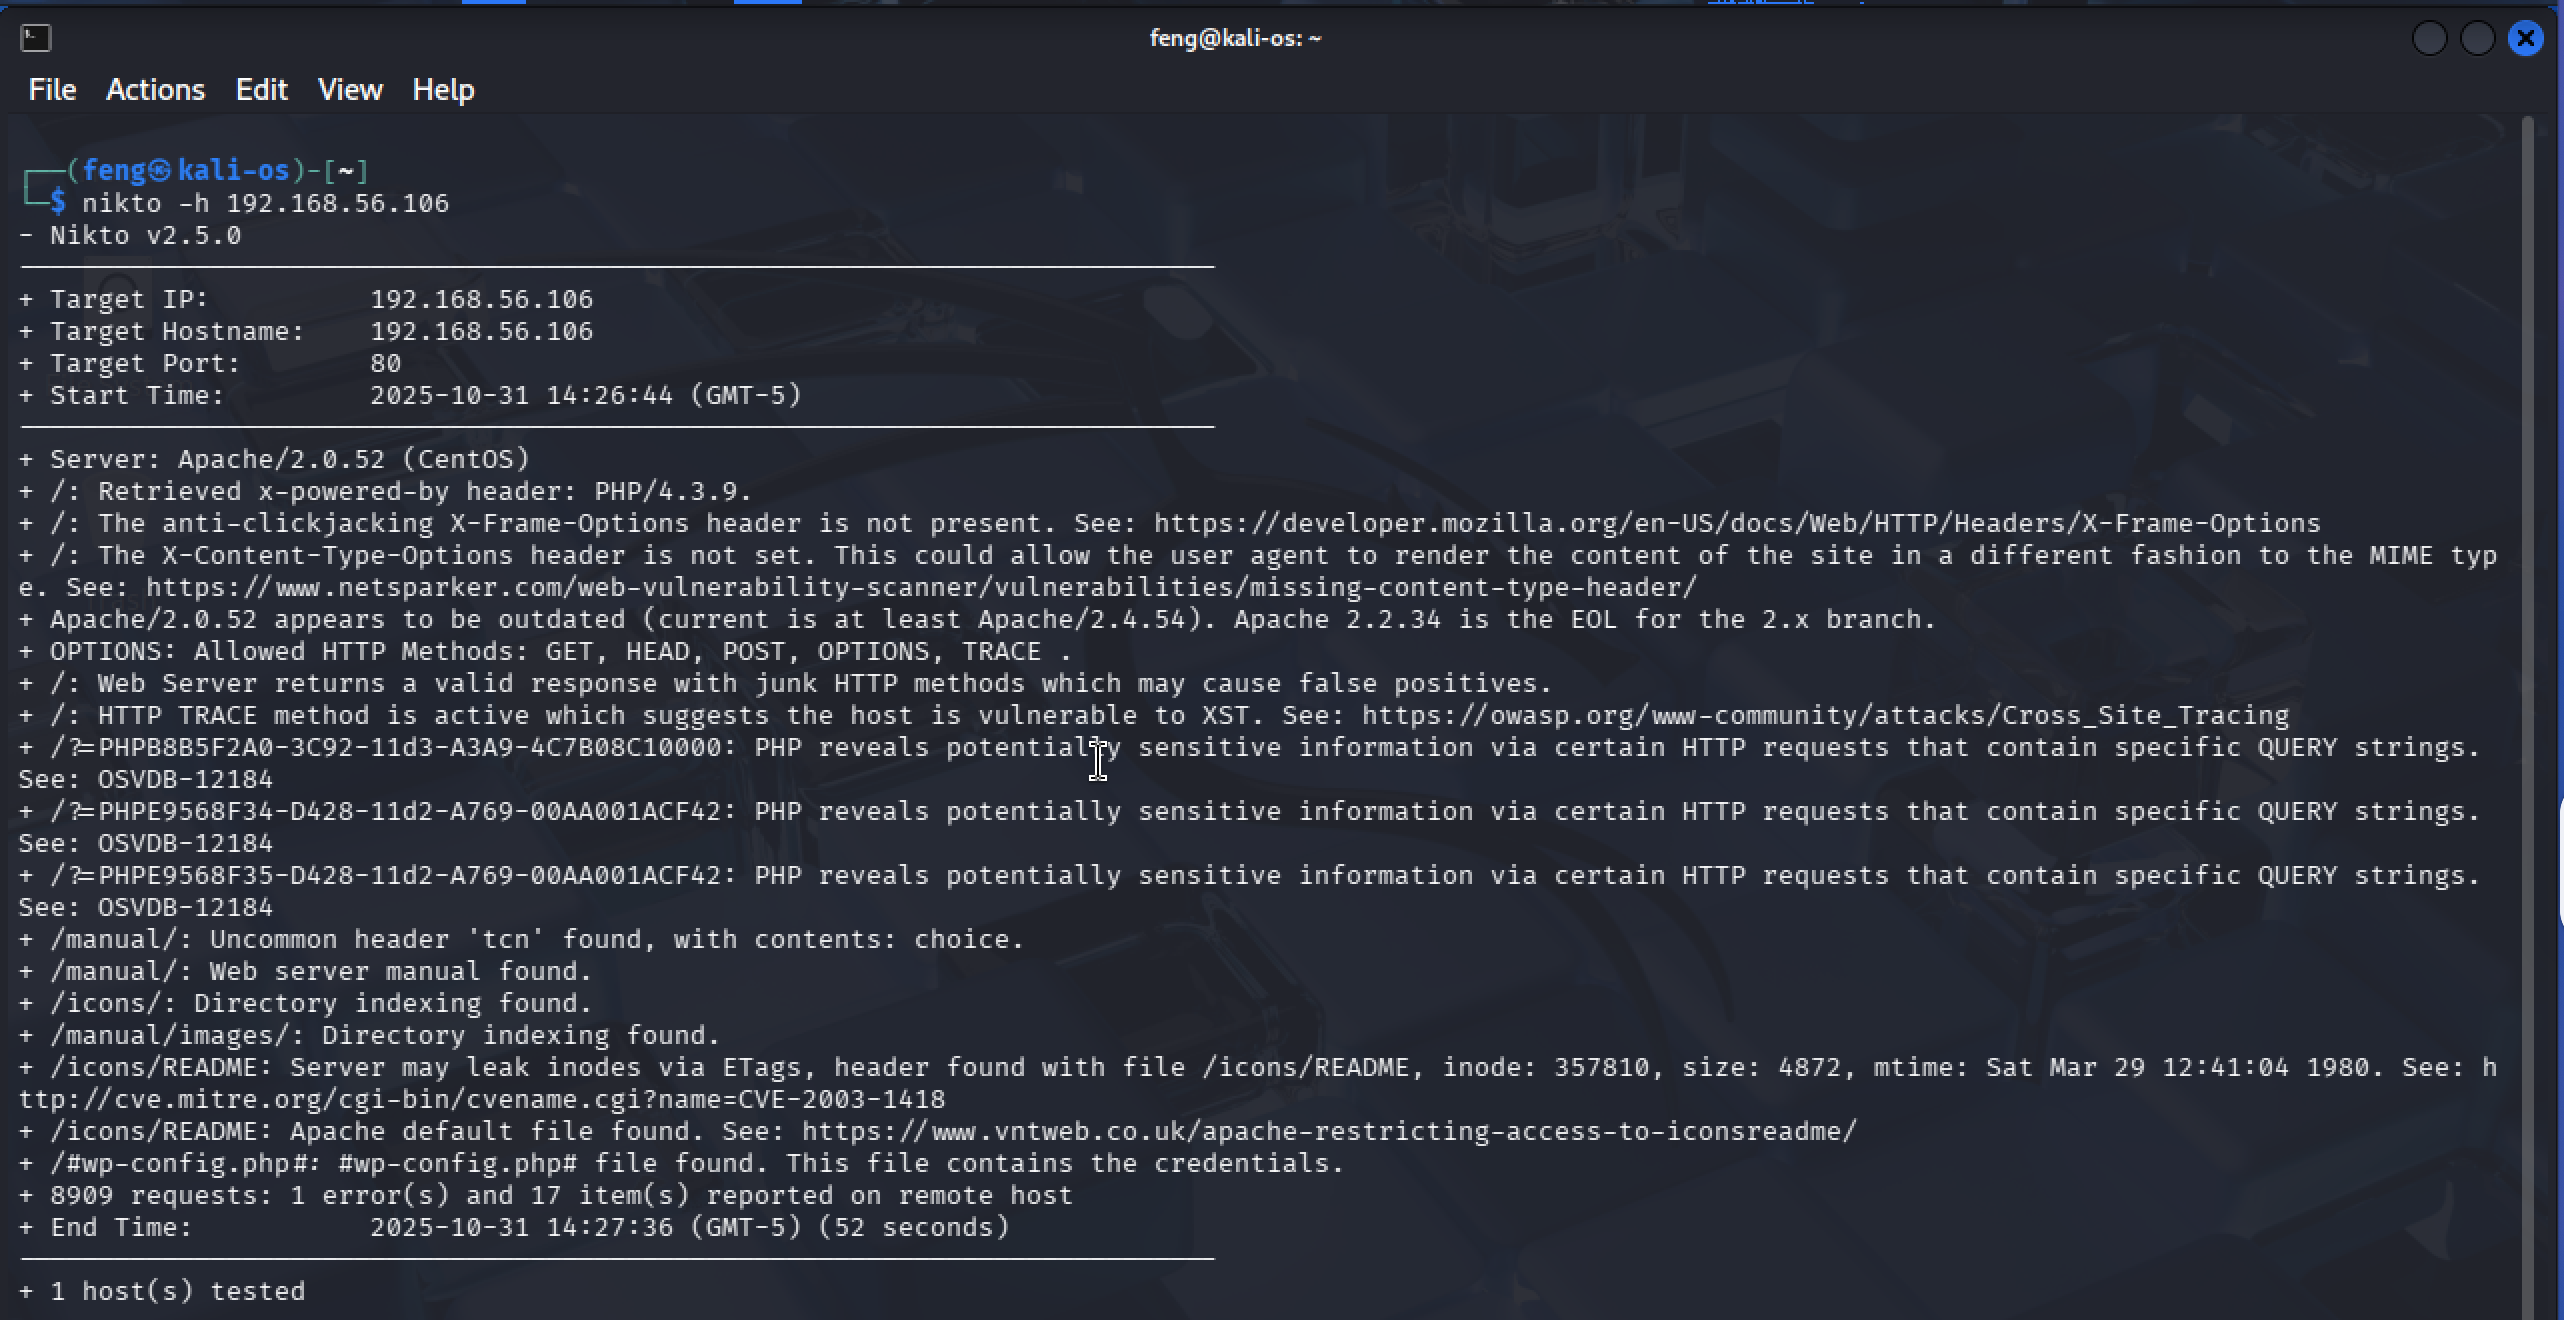 feng@kali-os: ~
File Actions Edit View Help
┌──(feng㉿kali-os)-[~]
└─$ nikto -h 192.168.56.106
- Nikto v2.5.0
+ Target IP:          192.168.56.106
+ Target Hostname:    192.168.56.106
+ Target Port:        80
+ Start Time:         2025-10-31 14:26:44 (GMT-5)
+ Server: Apache/2.0.52 (CentOS)
+ /: Retrieved x-powered-by header: PHP/4.3.9.
+ /: The anti-clickjacking X-Frame-Options header is not present. See: https://developer.mozilla.org/en-US/docs/Web/HTTP/Headers/X-Frame-Options
+ /: The X-Content-Type-Options header is not set. This could allow the user agent to render the content of the site in a different fashion to the MIME typ
e. See: https://www.netsparker.com/web-vulnerability-scanner/vulnerabilities/missing-content-type-header/
+ Apache/2.0.52 appears to be outdated (current is at least Apache/2.4.54). Apache 2.2.34 is the EOL for the 2.x branch.
+ OPTIONS: Allowed HTTP Methods: GET, HEAD, POST, OPTIONS, TRACE .
+ /: Web Server returns a valid response with junk HTTP methods which may cause false positives.
+ /: HTTP TRACE method is active which suggests the host is vulnerable to XST. See: https://owasp.org/www-community/attacks/Cross_Site_Tracing
+ /?=PHPB8B5F2A0-3C92-11d3-A3A9-4C7B08C10000: PHP reveals potentially sensitive information via certain HTTP requests that contain specific QUERY strings.
See: OSVDB-12184
+ /?=PHPE9568F34-D428-11d2-A769-00AA001ACF42: PHP reveals potentially sensitive information via certain HTTP requests that contain specific QUERY strings.
See: OSVDB-12184
+ /?=PHPE9568F35-D428-11d2-A769-00AA001ACF42: PHP reveals potentially sensitive information via certain HTTP requests that contain specific QUERY strings.
See: OSVDB-12184
+ /manual/: Uncommon header 'tcn' found, with contents: choice.
+ /manual/: Web server manual found.
+ /icons/: Directory indexing found.
+ /manual/images/: Directory indexing found.
+ /icons/README: Server may leak inodes via ETags, header found with file /icons/README, inode: 357810, size: 4872, mtime: Sat Mar 29 12:41:04 1980. See: h
ttp://cve.mitre.org/cgi-bin/cvename.cgi?name=CVE-2003-1418
+ /icons/README: Apache default file found. See: https://www.vntweb.co.uk/apache-restricting-access-to-iconsreadme/
+ /#wp-config.php#: #wp-config.php# file found. This file contains the credentials.
+ 8909 requests: 1 error(s) and 17 item(s) reported on remote host
+ End Time:           2025-10-31 14:27:36 (GMT-5) (52 seconds)
+ 1 host(s) tested